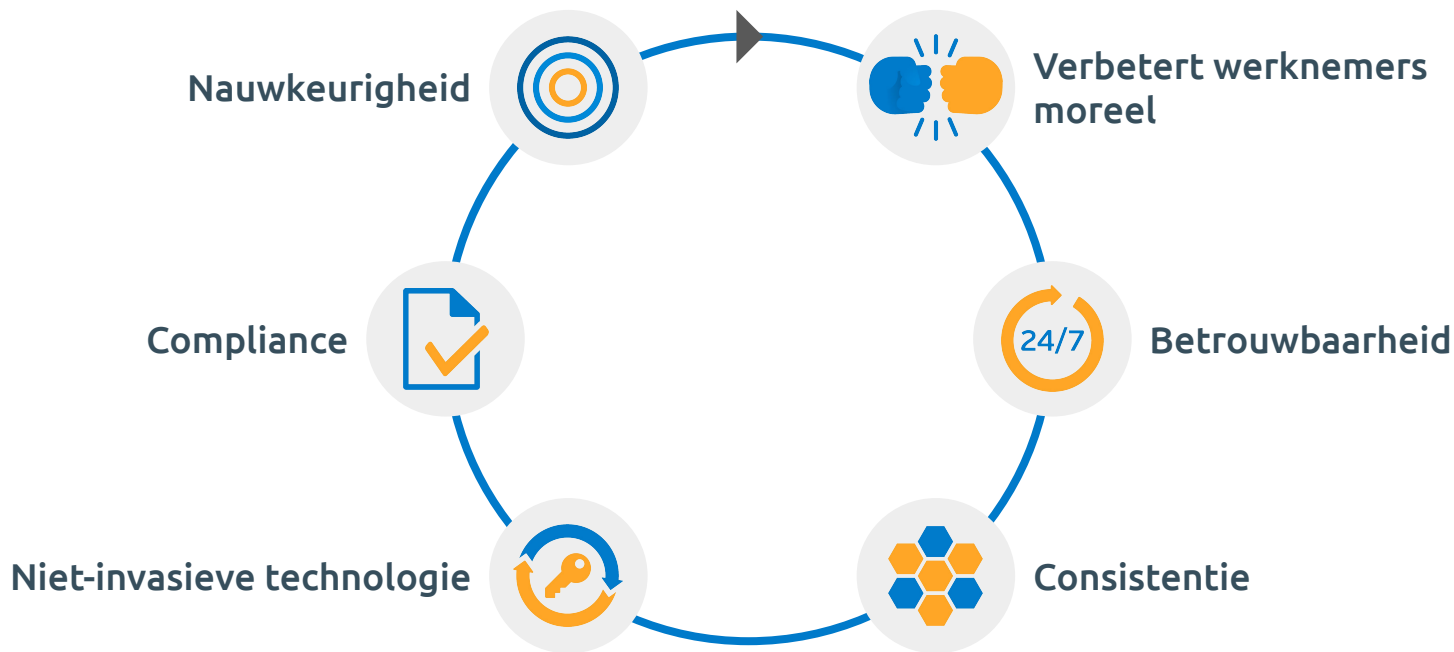 Nauwkeurigheid
Verbetert werknemers
moreel
Compliance
24/7
Betrouwbaarheid
Niet-invasieve technologie
Consistentie